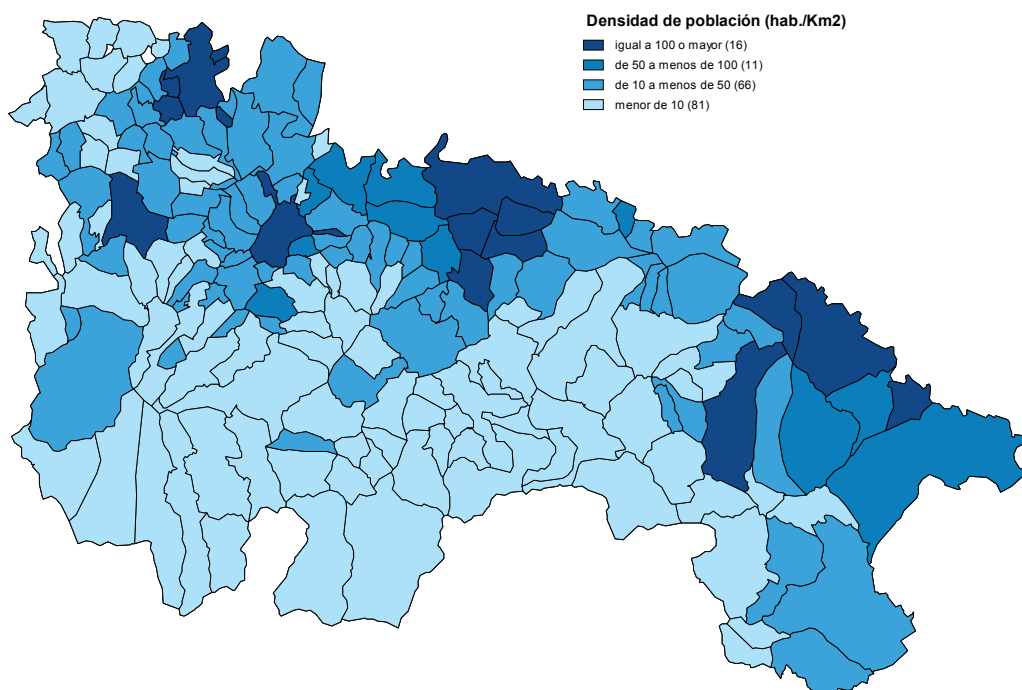 Densidad de población (hab./Km2)
igual a 100 o mayor (16)
de 50 a menos de 100 (11)
de 10 a menos de 50 (66)
menor de 10 (81)